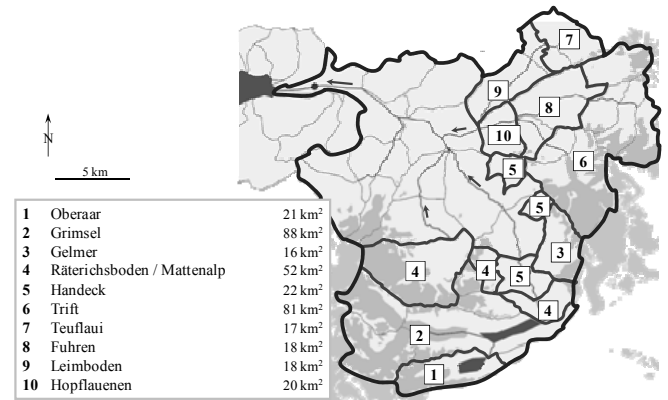 7
9
8
10
6
5
N
5 km
5
3
4
4
5
4
2
1
1 Oberaar 21 km²
2 Grimsel 88 km²
3 Gelmer 16 km²
4 Räterichsboden / Mattenalp 52 km²
5 Handeck 22 km²
6 Trift 81 km²
7 Teuflaui 17 km²
8 Fuhren 18 km²
9 Leimboden 18 km²
10 Hopflauenen 20 km²